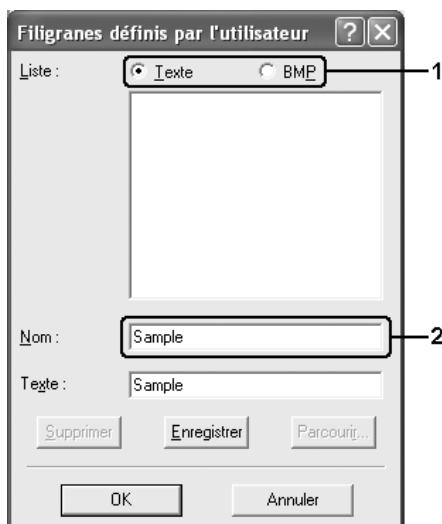 Filigranes définis par l'utilisateur
Liste : Texte BMP 1
Nom : Sample 2
Texte : Sample
Supprimer Enregistrer Parcourir...
OK Annuler